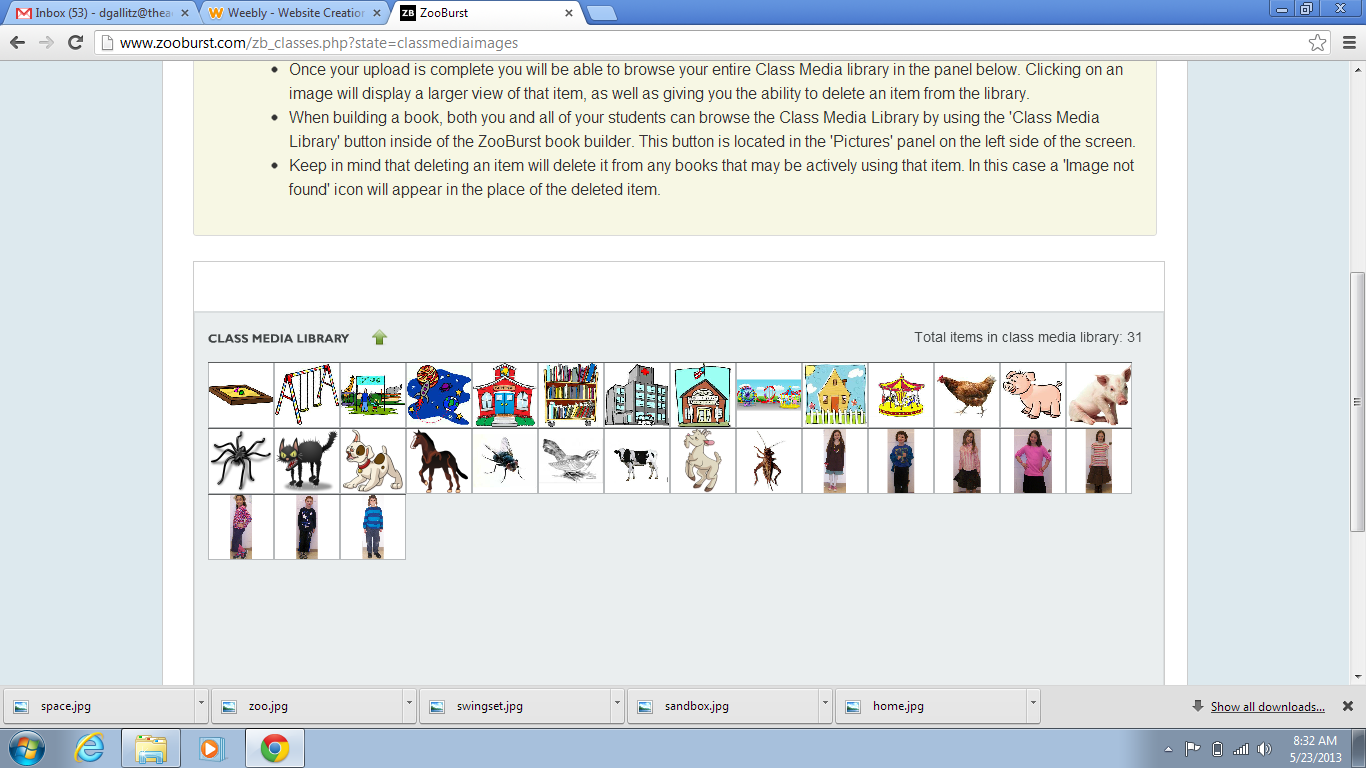 Inbox (53) - dgallitz@thea
Weebly - Website Creation
ZB ZooBurst
www.zooburst.com/zb_classes.php?state=classmediaimages
• Once your upload is complete you will be able to browse your entire Class Media library in the panel below. Clicking on an
image will display a larger view of that item, as well as giving you the ability to delete an item from the library.
• When building a book, both you and all of your students can browse the Class Media Library by using the 'Class Media
Library' button inside of the ZooBurst book builder. This button is located in the 'Pictures' panel on the left side of the screen.
• Keep in mind that deleting an item will delete it from any books that may be actively using that item. In this case a 'Image not
found' icon will appear in the place of the deleted item.
CLASS MEDIA LIBRARY
Total items in class media library: 31
space.jpg
zoo.jpg
swingset.jpg
sandbox.jpg
home.jpg
Show all downloads...
8:32 AM
5/23/2013